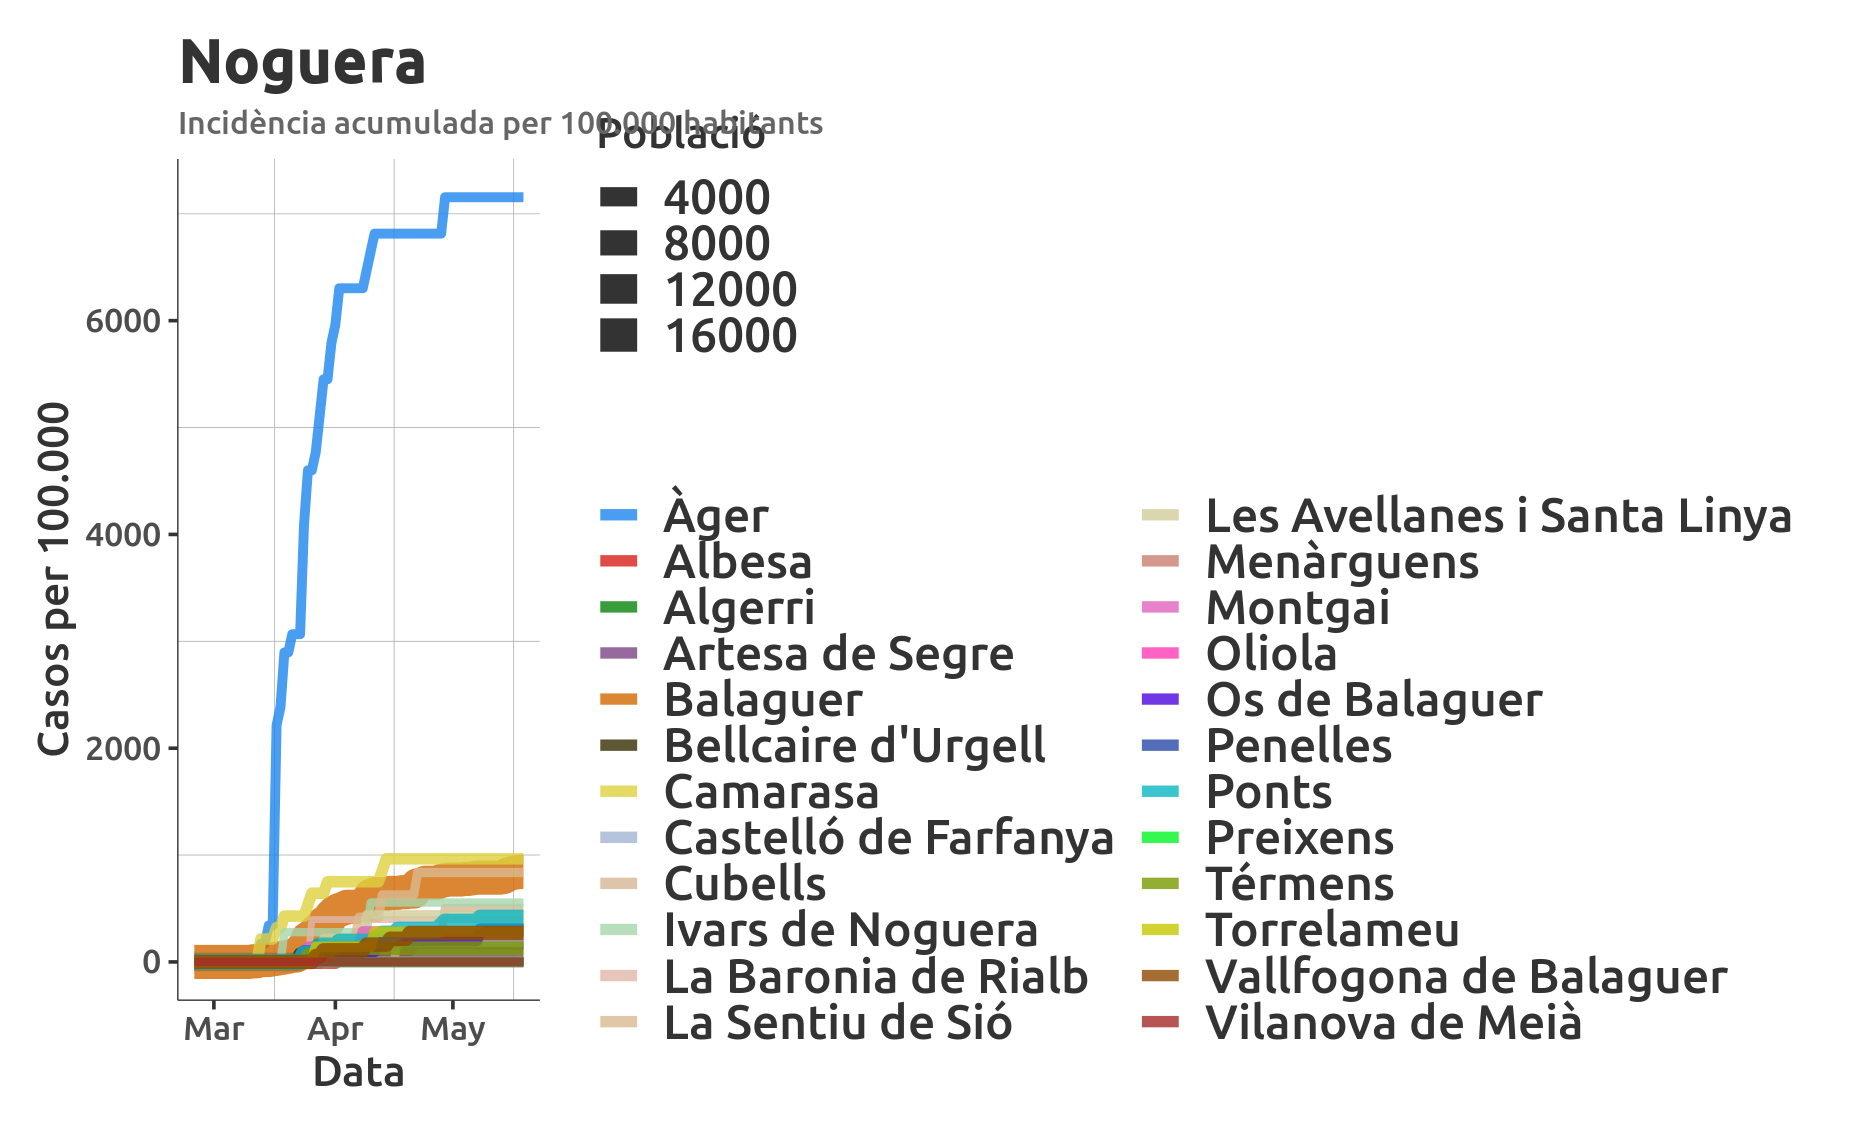 Noguera
Incidència acumulada per 100.000 habitants
Població
4000
8000
12000
16000
Casos per 100.000
6000
4000
2000
0
Mar Apr May
Data
Àger
Albesa
Algerri
Artesa de Segre
Balaguer
Bellcaire d'Urgell
Camarasa
Castelló de Farfanya
Cubells
Ivars de Noguera
La Baronia de Rialb
La Sentiu de Sió
Les Avellanes i Santa Linya
Menàrguens
Montgai
Oliola
Os de Balaguer
Penelles
Ponts
Preixens
Térmens
Torrelameu
Vallfogona de Balaguer
Vilanova de Meià